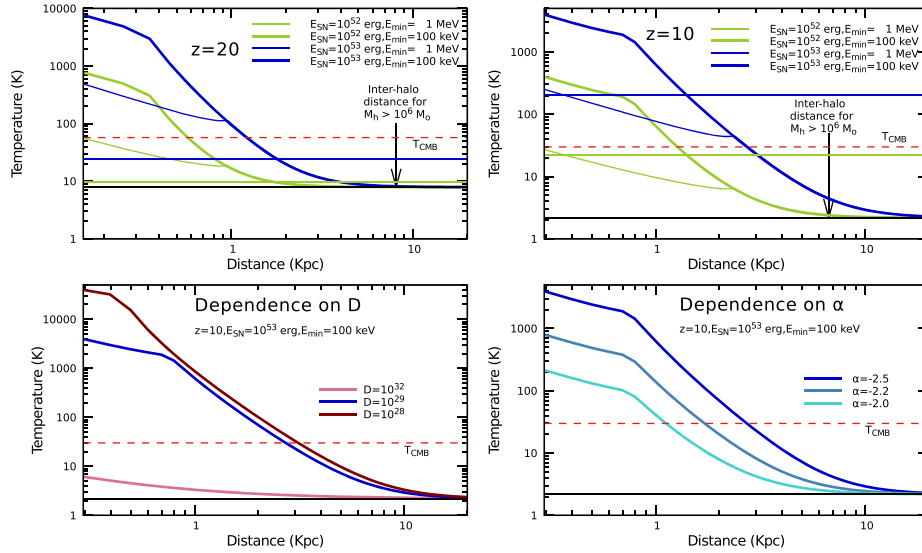 10000
1000
100
10
1
Temperature (K)
z=20
E_SN=10^52 erg,E_min= 1 MeV
E_SN=10^52 erg,E_min=100 keV
E_SN=10^53 erg,E_min= 1 MeV
E_SN=10^53 erg,E_min=100 keV
Inter-halo
distance for
M_h > 10^6 M_o
T_CMB
1
10
Distance (Kpc)
1000
100
10
1
Temperature (K)
z=10
E_SN=10^52 erg,E_min= 1 MeV
E_SN=10^52 erg,E_min=100 keV
E_SN=10^53 erg,E_min= 1 MeV
E_SN=10^53 erg,E_min=100 keV
Inter-halo
distance for
M_h > 10^6 M_o
T_CMB
1
10
Distance (Kpc)
10000
1000
100
10
1
Temperature (K)
Dependence on D
z=10,E_SN=10^53 erg,E_min=100 keV
D=10^32
D=10^29
D=10^28
T_CMB
1
10
Distance (Kpc)
1000
100
10
1
Temperature (K)
Dependence on α
z=10,E_SN=10^53 erg,E_min=100 keV
α=-2.5
α=-2.2
α=-2.0
T_CMB
1
10
Distance (Kpc)